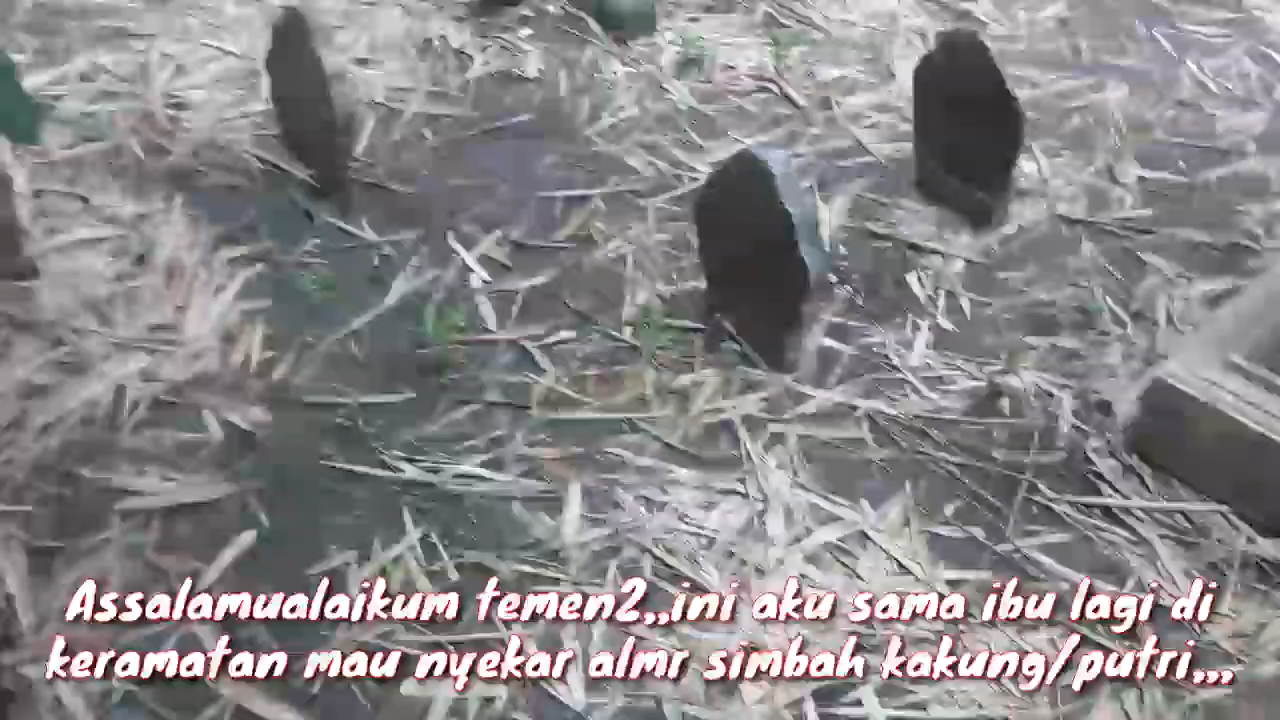 Assalamualaikum temen2,,ini aku sama ibu lagi di
keramatan mau nyekar almr simbah kakung/putri,,,